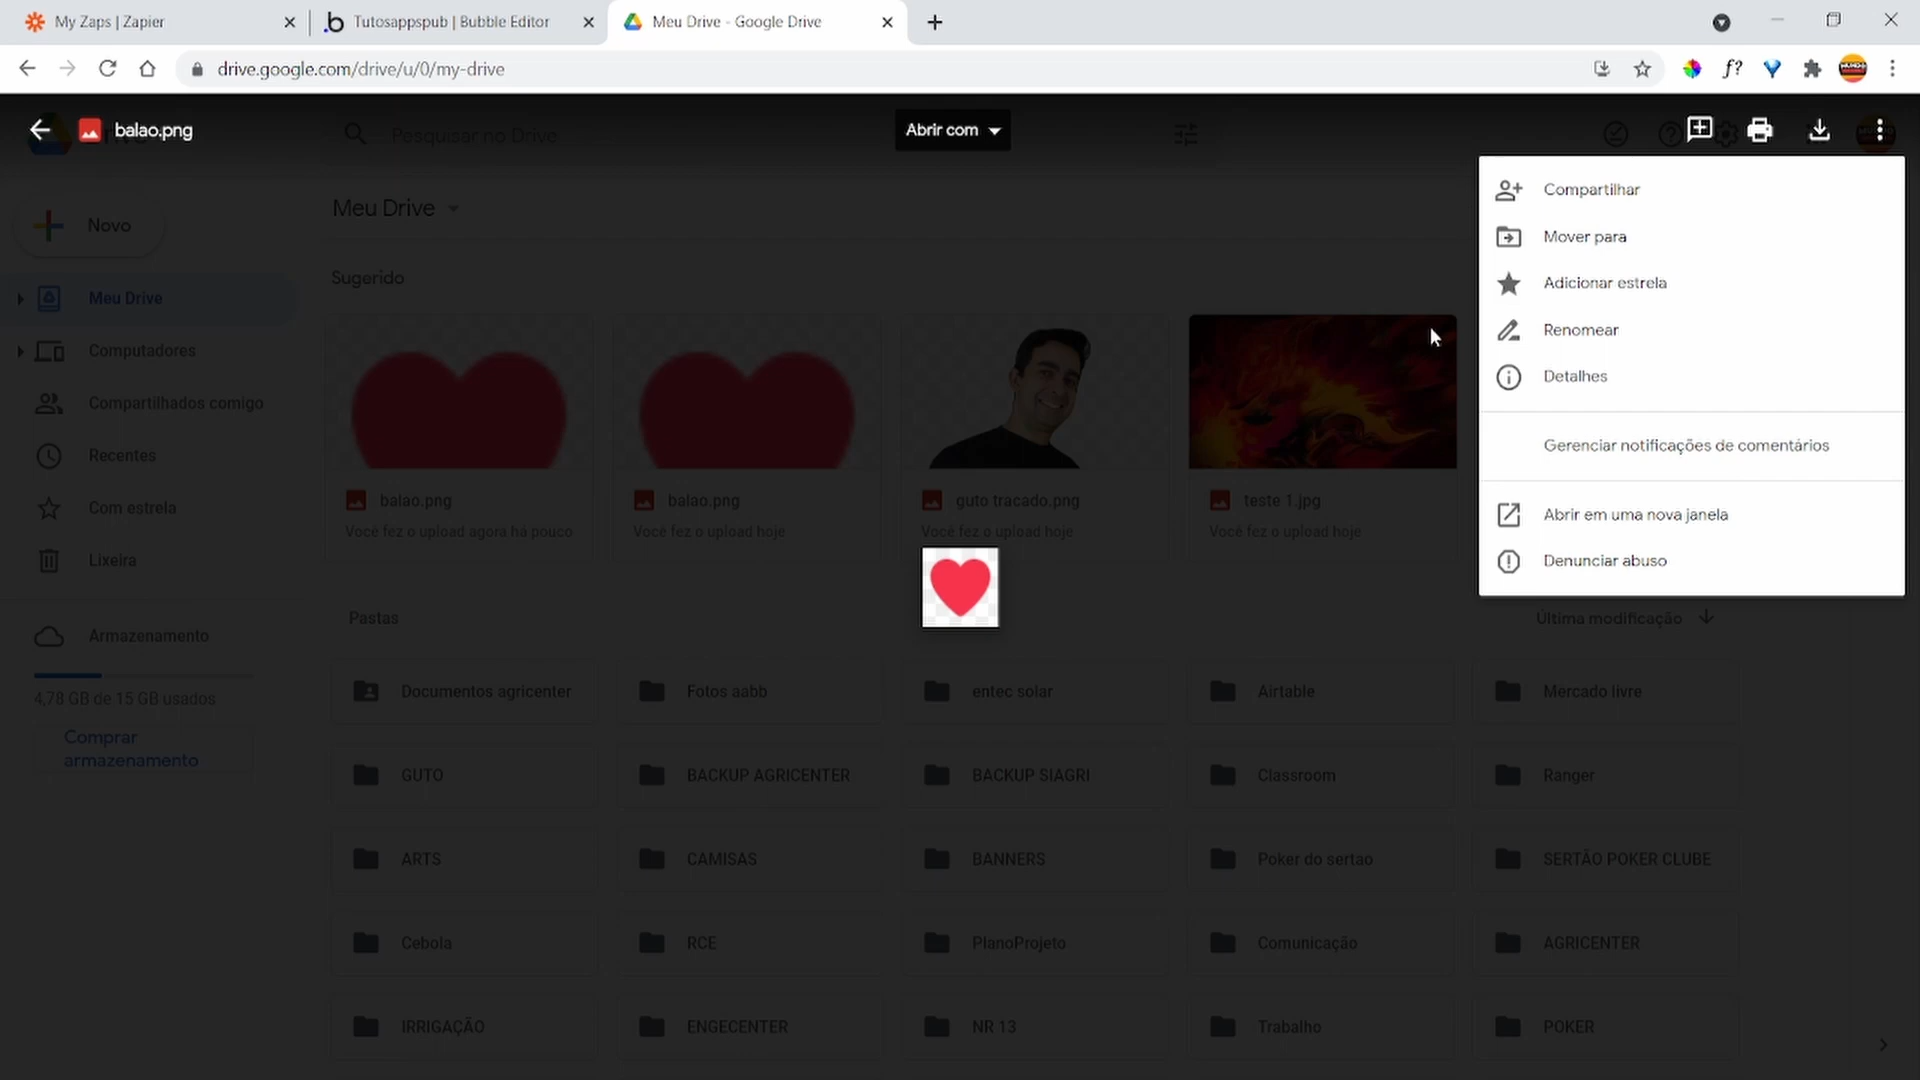 My Zaps | Zapier
Tutosappspub | Bubble Editor
Meu Drive - Google Drive
drive.google.com/drive/u/0/my-drive
f?
balao.png
Pesquisar no Drive
Abrir com
Novo
Meu Drive
Compartilhar
Mover para
Adicionar estrela
Renomear
Detalhes
Gerenciar notificações de comentários
Abrir em uma nova janela
Denunciar abuso
Meu Drive
Computadores
Compartilhados comigo
Recentes
Com estrela
Lixeira
Armazenamento
4,78 GB de 15 GB usados
Comprar
armazenamento
Sugerido
balao.png
Você fez o upload agora há pouco
balao.png
Você fez o upload hoje
guto tracado.png
Você fez o upload hoje
teste 1.jpg
Você fez o upload hoje
Pastas
Última modificação
Documentos agricenter
Fotos aabb
entec solar
Airtable
Mercado livre
GUTO
BACKUP AGRICENTER
BACKUP SIAGRI
Classroom
Ranger
ARTS
CAMISAS
BANNERS
Poker do sertao
SERTÃO POKER CLUBE
Cebola
RCE
PlanoProjeto
Comunicação
AGRICENTER
IRRIGAÇÃO
ENGECENTER
NR 13
Trabalho
POKER